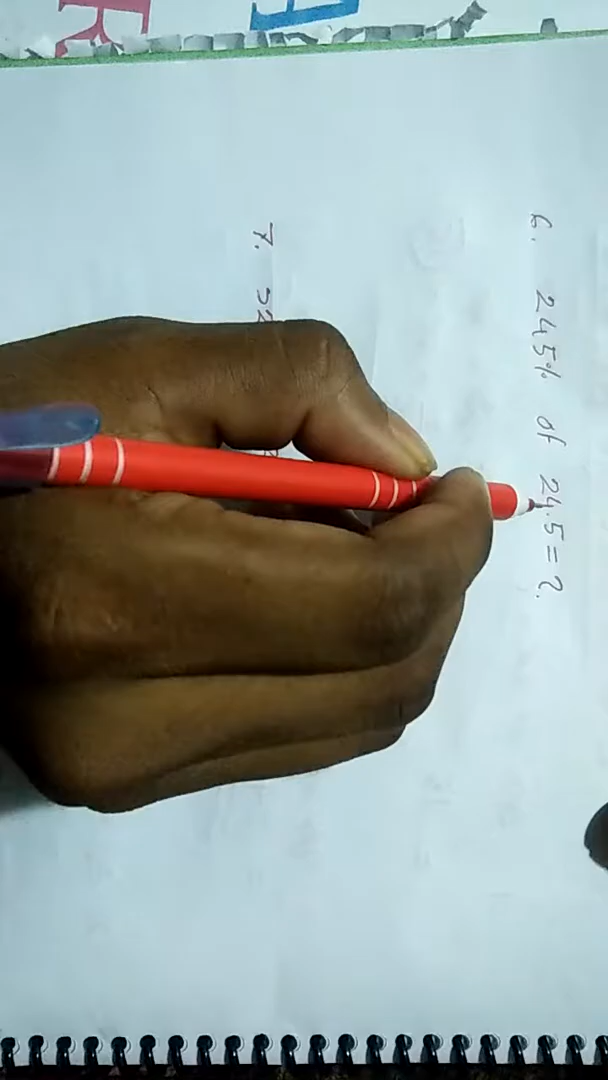 6. 245% of 24.5 = ?
7.